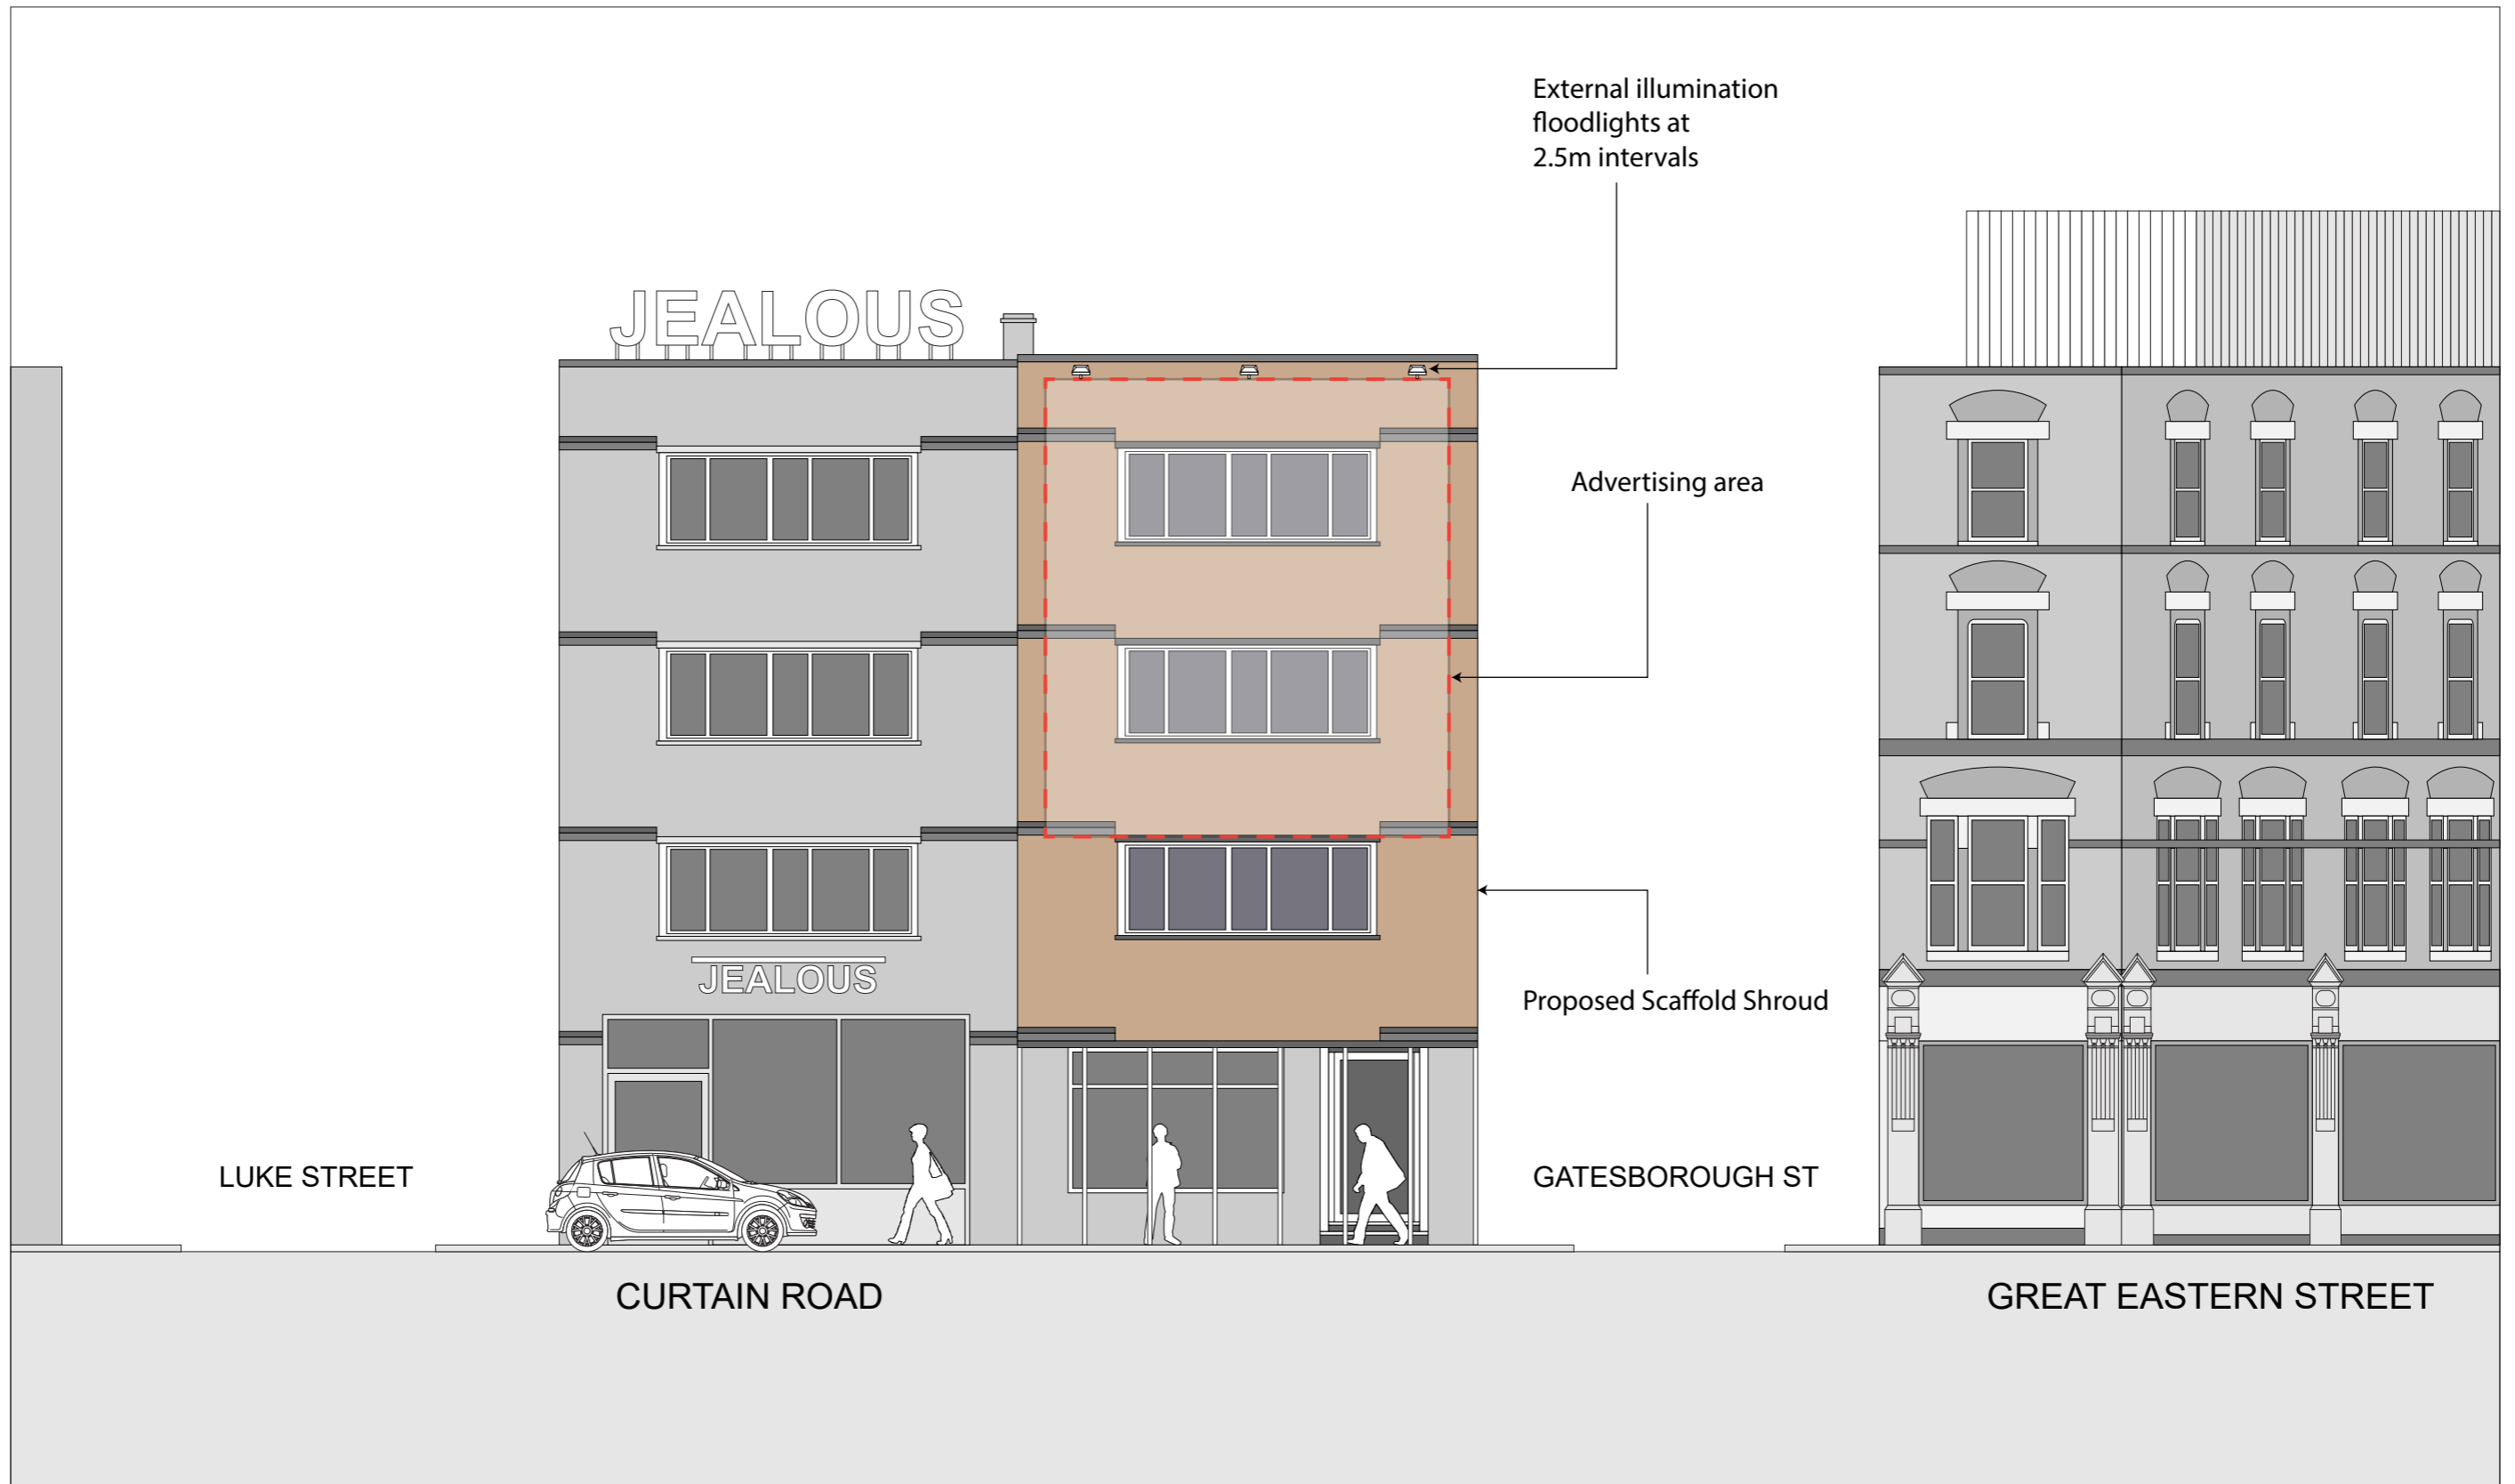 External illumination
floodlights at
2.5m intervals
JEALOUS
Advertising area
JEALOUS
Proposed Scaffold Shroud
LUKE STREET
GATESBOROUGH ST
CURTAIN ROAD
GREAT EASTERN STREET